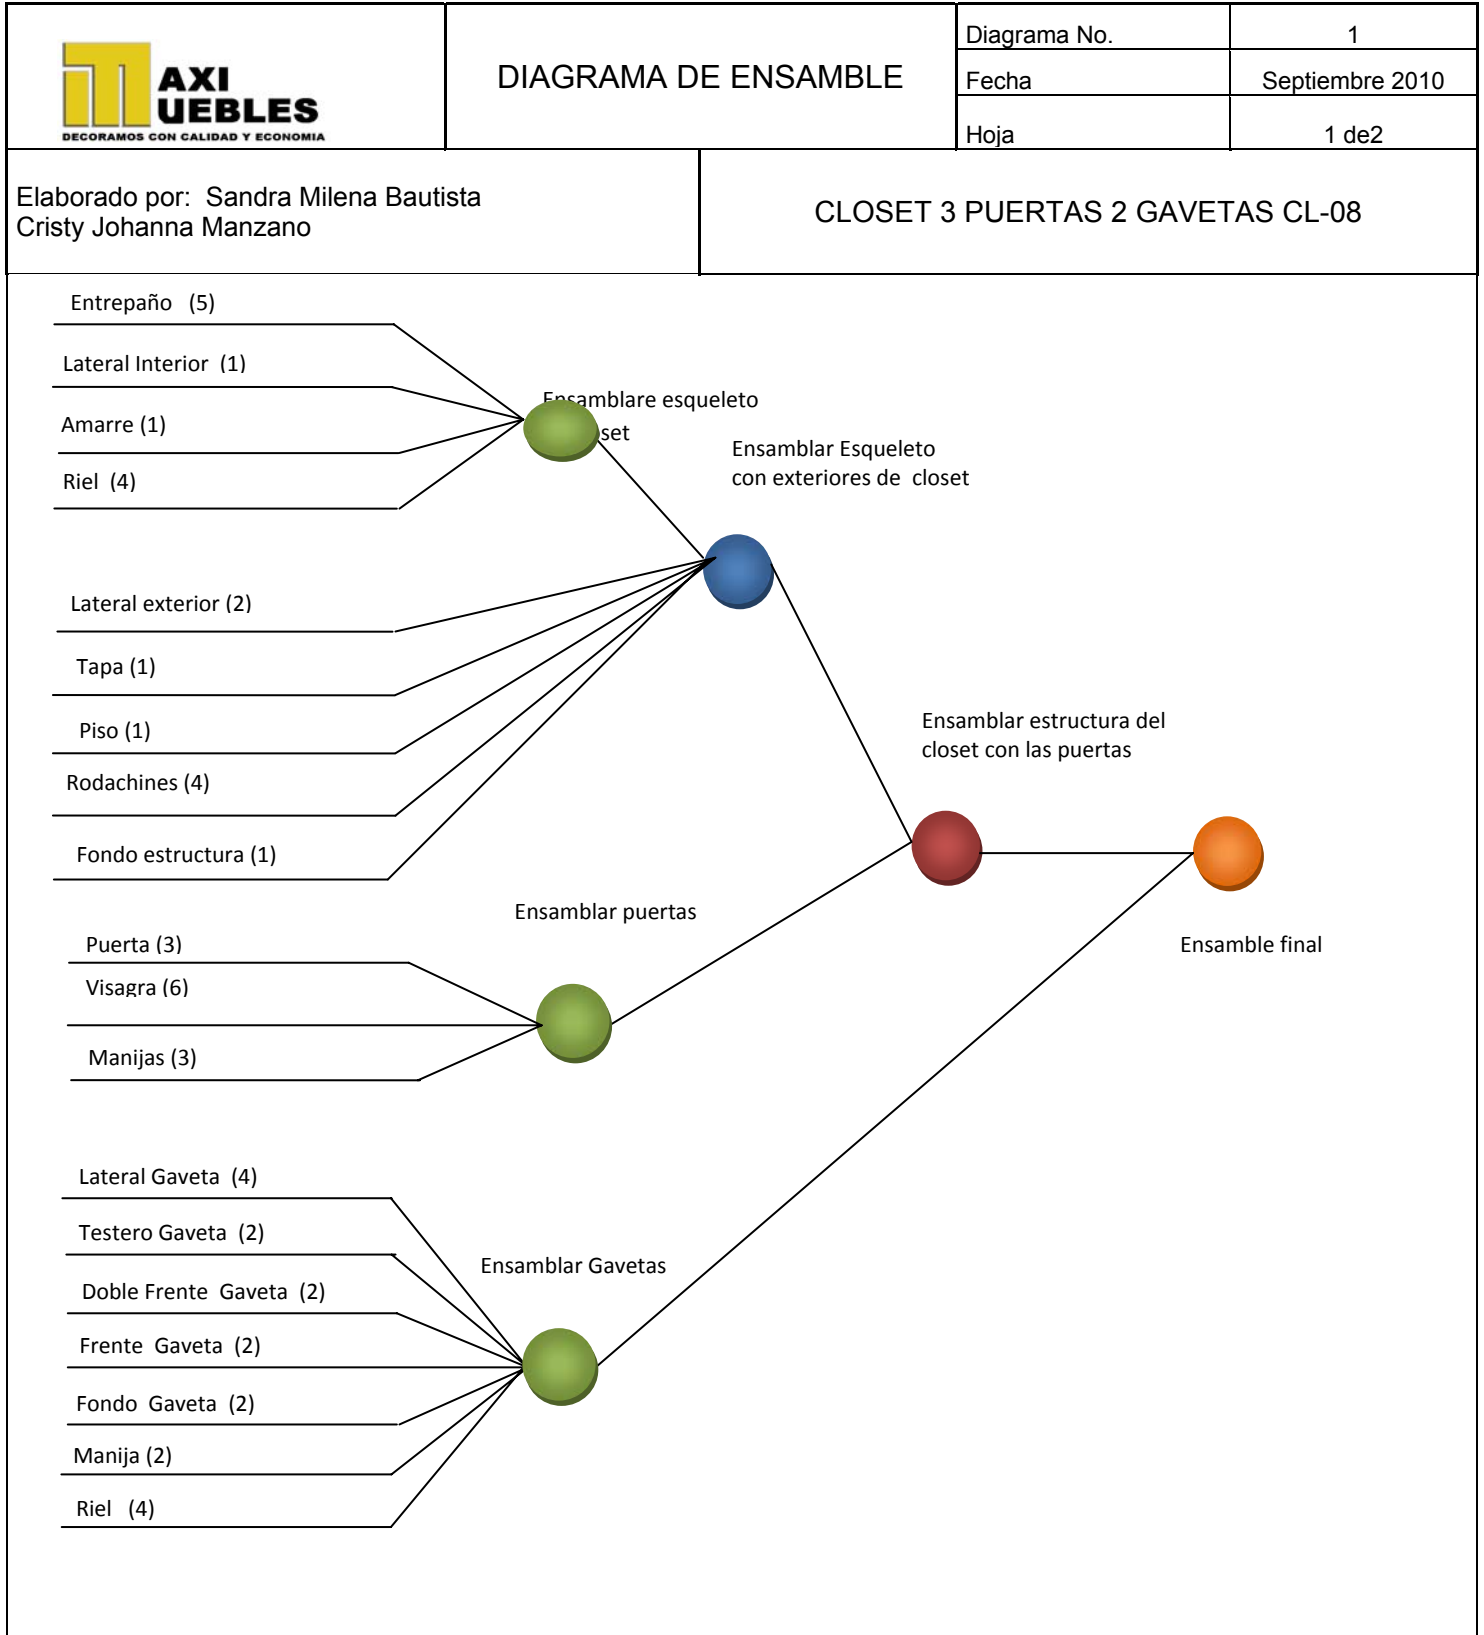 AXI
UEBLES
DECORAMOS CON CALIDAD Y ECONOMIA
DIAGRAMA DE ENSAMBLE
Diagrama No. 1
Fecha Septiembre 2010
Hoja 1 de2
Elaborado por: Sandra Milena Bautista
Cristy Johanna Manzano
CLOSET 3 PUERTAS 2 GAVETAS CL-08
Entrepaño (5)
Lateral Interior (1)
Amarre (1)
Riel (4)
Ensamblare esqueleto
set
Ensamblar Esqueleto
con exteriores de closet
Lateral exterior (2)
Tapa (1)
Piso (1)
Rodachines (4)
Fondo estructura (1)
Ensamblar estructura del
closet con las puertas
Ensamblar puertas
Puerta (3)
Visagra (6)
Manijas (3)
Ensamble final
Lateral Gaveta (4)
Testero Gaveta (2)
Doble Frente Gaveta (2)
Frente Gaveta (2)
Fondo Gaveta (2)
Manija (2)
Riel (4)
Ensamblar Gavetas